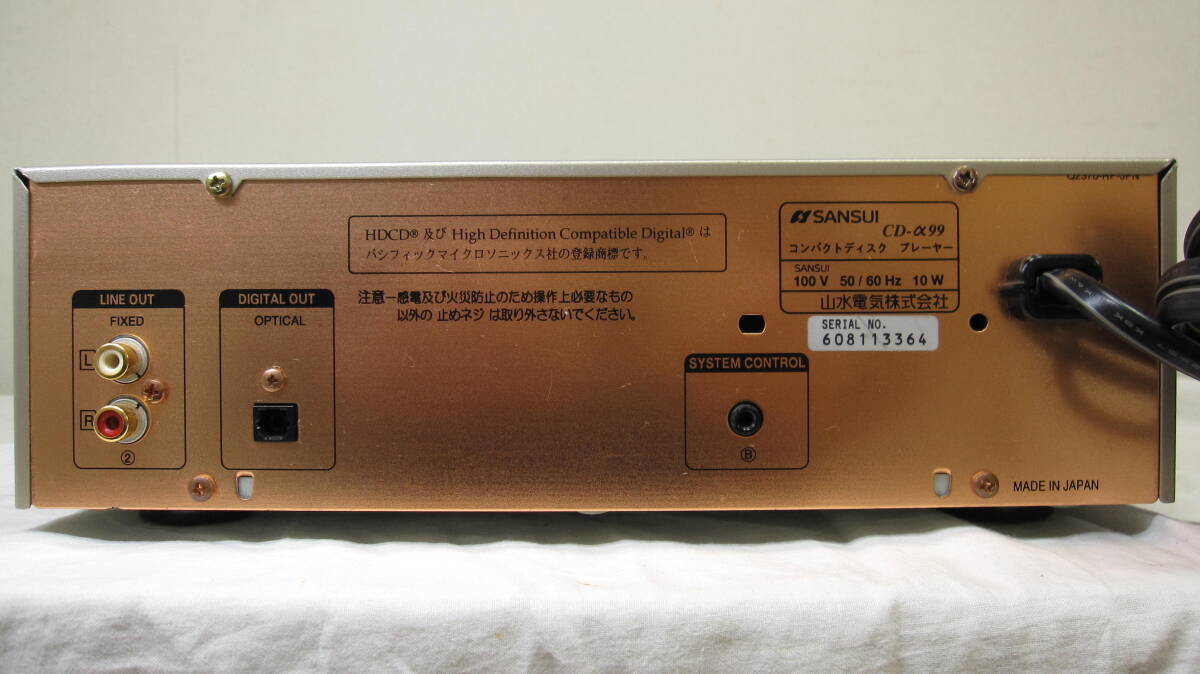 Q2370-HP-JPN
HDCD® 及び High Definition Compatible Digital® は
パシフィックマイクロソニックス社の登録商標です。
SANSUI
CD-α99
コンパクトディスク プレーヤー
SANSUI
100 V 50 / 60 Hz 10 W
山水電気株式会社
SERIAL NO.
608113364
注意－感電及び火災防止のため操作上必要なもの
以外の 止めネジ は取り外さないでください。
LINE OUT
FIXED
L
R
②
DIGITAL OUT
OPTICAL
SYSTEM CONTROL
Ⓑ
MADE IN JAPAN